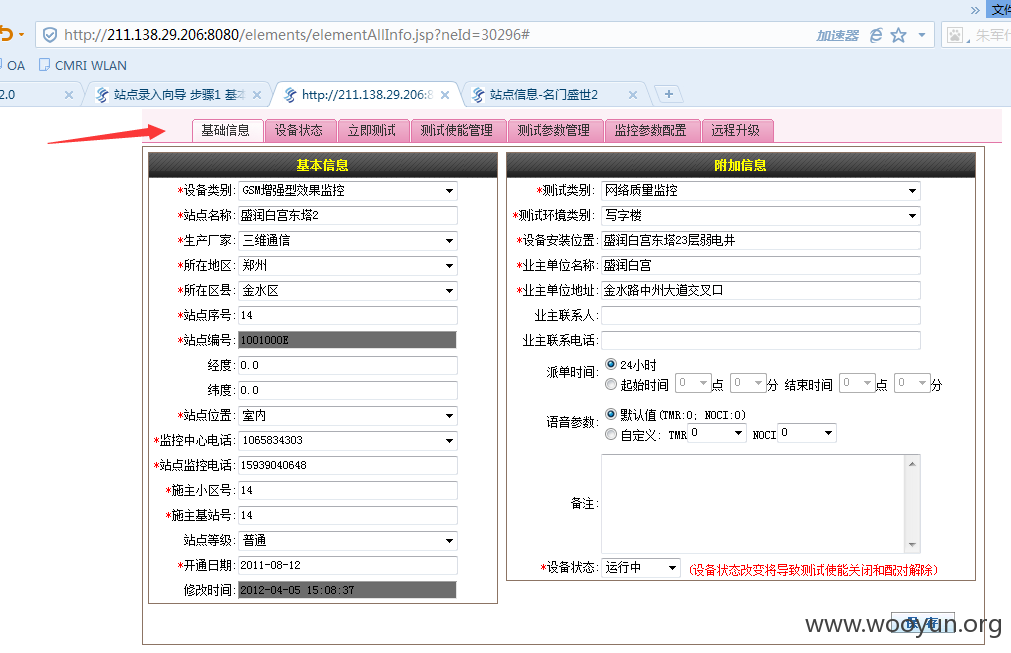 » 文件
http://211.138.29.206:8080/elements/elementAllInfo.jsp?neId=30296# 加速器 朱军
OA CMRI WLAN
2.0 站点录入向导 步骤1 基本 http://211.138.29.206:8 站点信息-名门盛世2
基础信息 设备状态 立即测试 测试使能管理 测试参数管理 监控参数配置 远程升级
基本信息
*设备类别: GSM增强型效果监控
*站点名称: 盛润白宫东塔2
*生产厂家: 三维通信
*所在地区: 郑州
*所在区县: 金水区
*站点序号: 14
*站点编号: 1001000E
经度: 0.0
纬度: 0.0
*站点位置: 室内
*监控中心电话: 1065834303
*站点监控电话: 15939040648
*施主小区号: 14
*施主基站号: 14
站点等级: 普通
*开通日期: 2011-08-12
修改时间: 2012-04-05 15:08:37
附加信息
*测试类别: 网络质量监控
*测试环境类别: 写字楼
*设备安装位置: 盛润白宫东塔23层弱电井
*业主单位名称: 盛润白宫
*业主单位地址: 金水路中州大道交叉口
业主联系人:
业主联系电话:
派单时间: 24小时
起始时间 0 点 0 分 结束时间 0 点 0 分
语音参数: 默认值(TMR:0; NOCI:0)
自定义: TMR 0 NOCI 0
备注:
*设备状态: 运行中 (设备状态改变将导致测试使能关闭和配对解除)
保存
www.wooyun.org